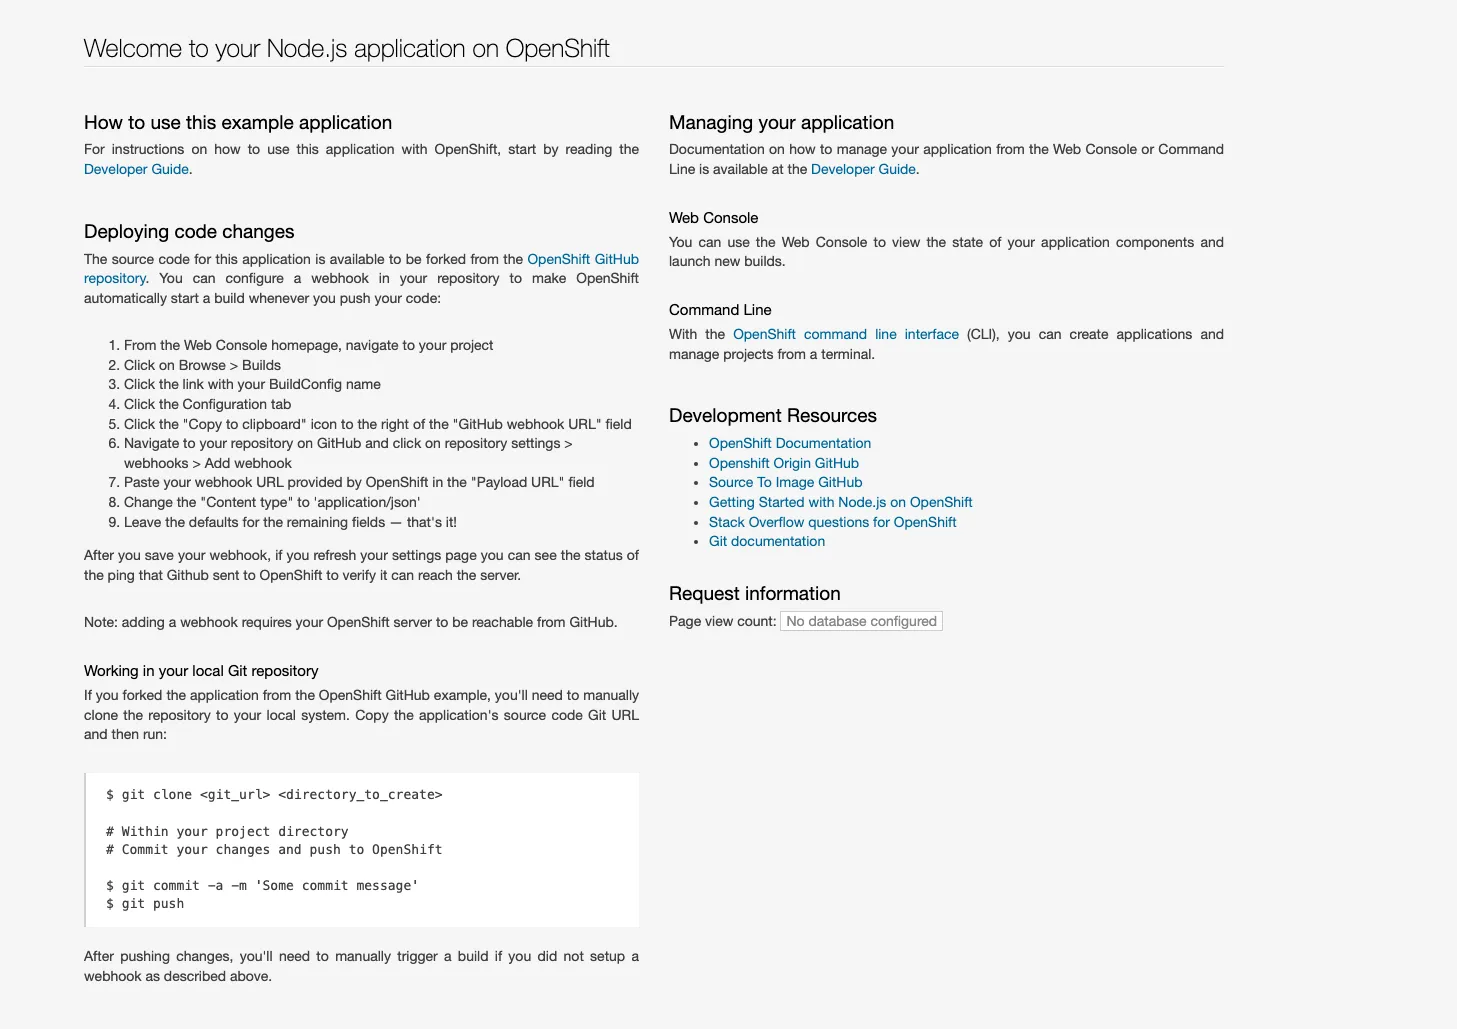 Welcome to your Node.js application on OpenShift
How to use this example application
For instructions on how to use this application with OpenShift, start by reading the
Developer Guide.
Deploying code changes
The source code for this application is available to be forked from the OpenShift GitHub
repository. You can configure a webhook in your repository to make OpenShift
automatically start a build whenever you push your code:
1. From the Web Console homepage, navigate to your project
2. Click on Browse > Builds
3. Click the link with your BuildConfig name
4. Click the Configuration tab
5. Click the "Copy to clipboard" icon to the right of the "GitHub webhook URL" field
6. Navigate to your repository on GitHub and click on repository settings >
webhooks > Add webhook
7. Paste your webhook URL provided by OpenShift in the "Payload URL" field
8. Change the "Content type" to 'application/json'
9. Leave the defaults for the remaining fields — that's it!
After you save your webhook, if you refresh your settings page you can see the status of
the ping that Github sent to OpenShift to verify it can reach the server.
Note: adding a webhook requires your OpenShift server to be reachable from GitHub.
Working in your local Git repository
If you forked the application from the OpenShift GitHub example, you'll need to manually
clone the repository to your local system. Copy the application's source code Git URL
and then run:
$ git clone <git_url> <directory_to_create>
# Within your project directory
# Commit your changes and push to OpenShift
$ git commit -a -m 'Some commit message'
$ git push
After pushing changes, you'll need to manually trigger a build if you did not setup a
webhook as described above.
Managing your application
Documentation on how to manage your application from the Web Console or Command
Line is available at the Developer Guide.
Web Console
You can use the Web Console to view the state of your application components and
launch new builds.
Command Line
With the OpenShift command line interface (CLI), you can create applications and
manage projects from a terminal.
Development Resources
• OpenShift Documentation
• Openshift Origin GitHub
• Source To Image GitHub
• Getting Started with Node.js on OpenShift
• Stack Overflow questions for OpenShift
• Git documentation
Request information
Page view count: No database configured